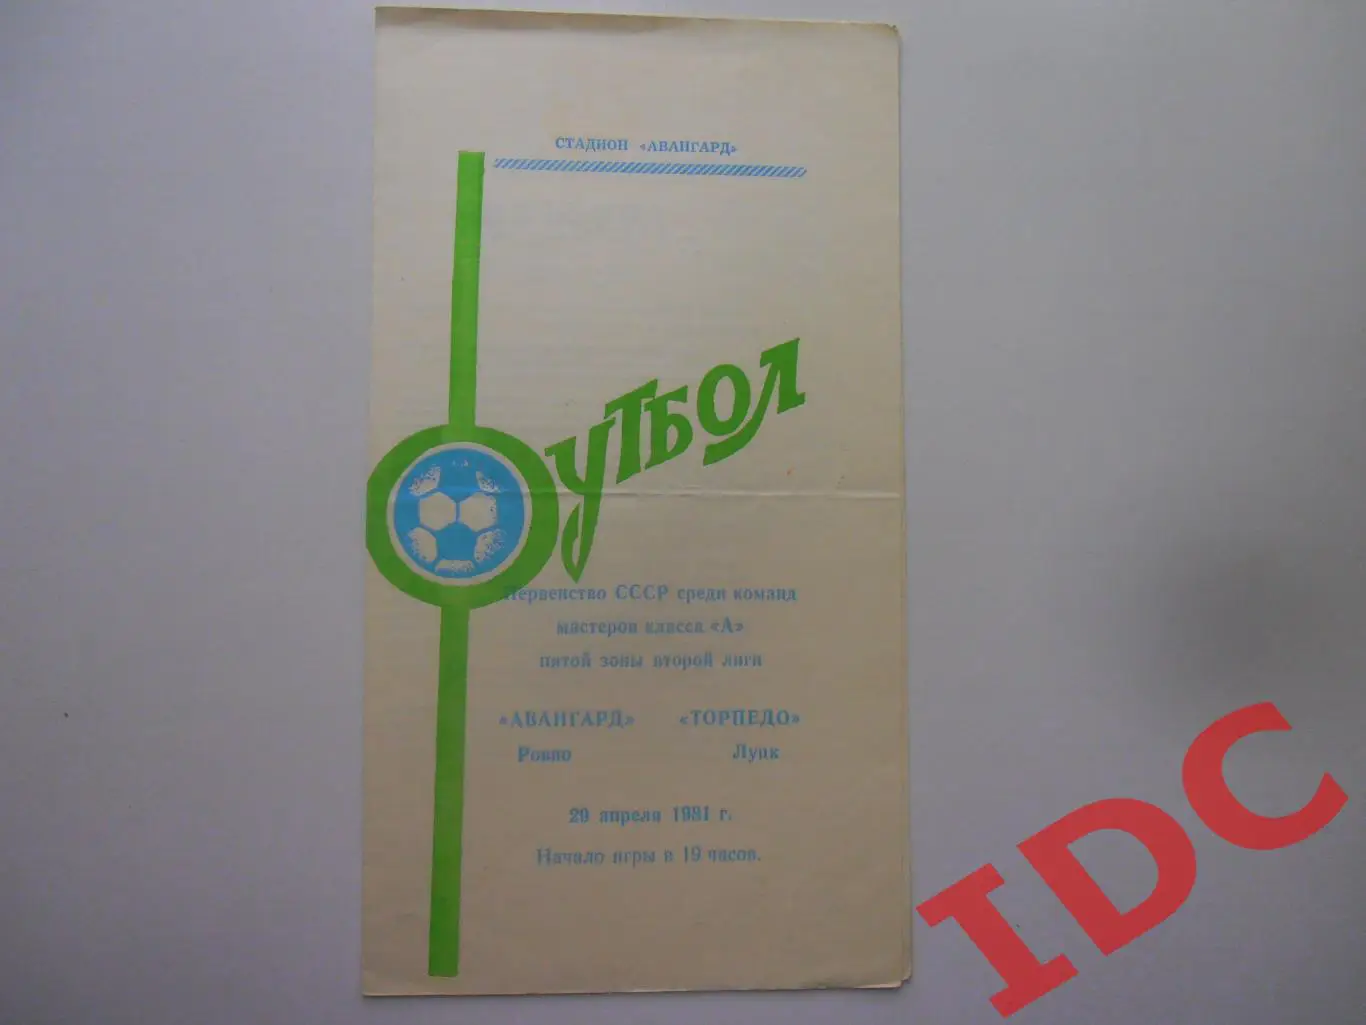 СТАДИОН «АВАНГАРД»
Футбол
Первенство СССР среди команд
мастеров класса «А»
пятой зоны второй лиги
«АВАНГАРД» «ТОРПЕДО»
Ровно Луцк
29 апреля 1981 г.
Начало игры в 19 часов.
IDC